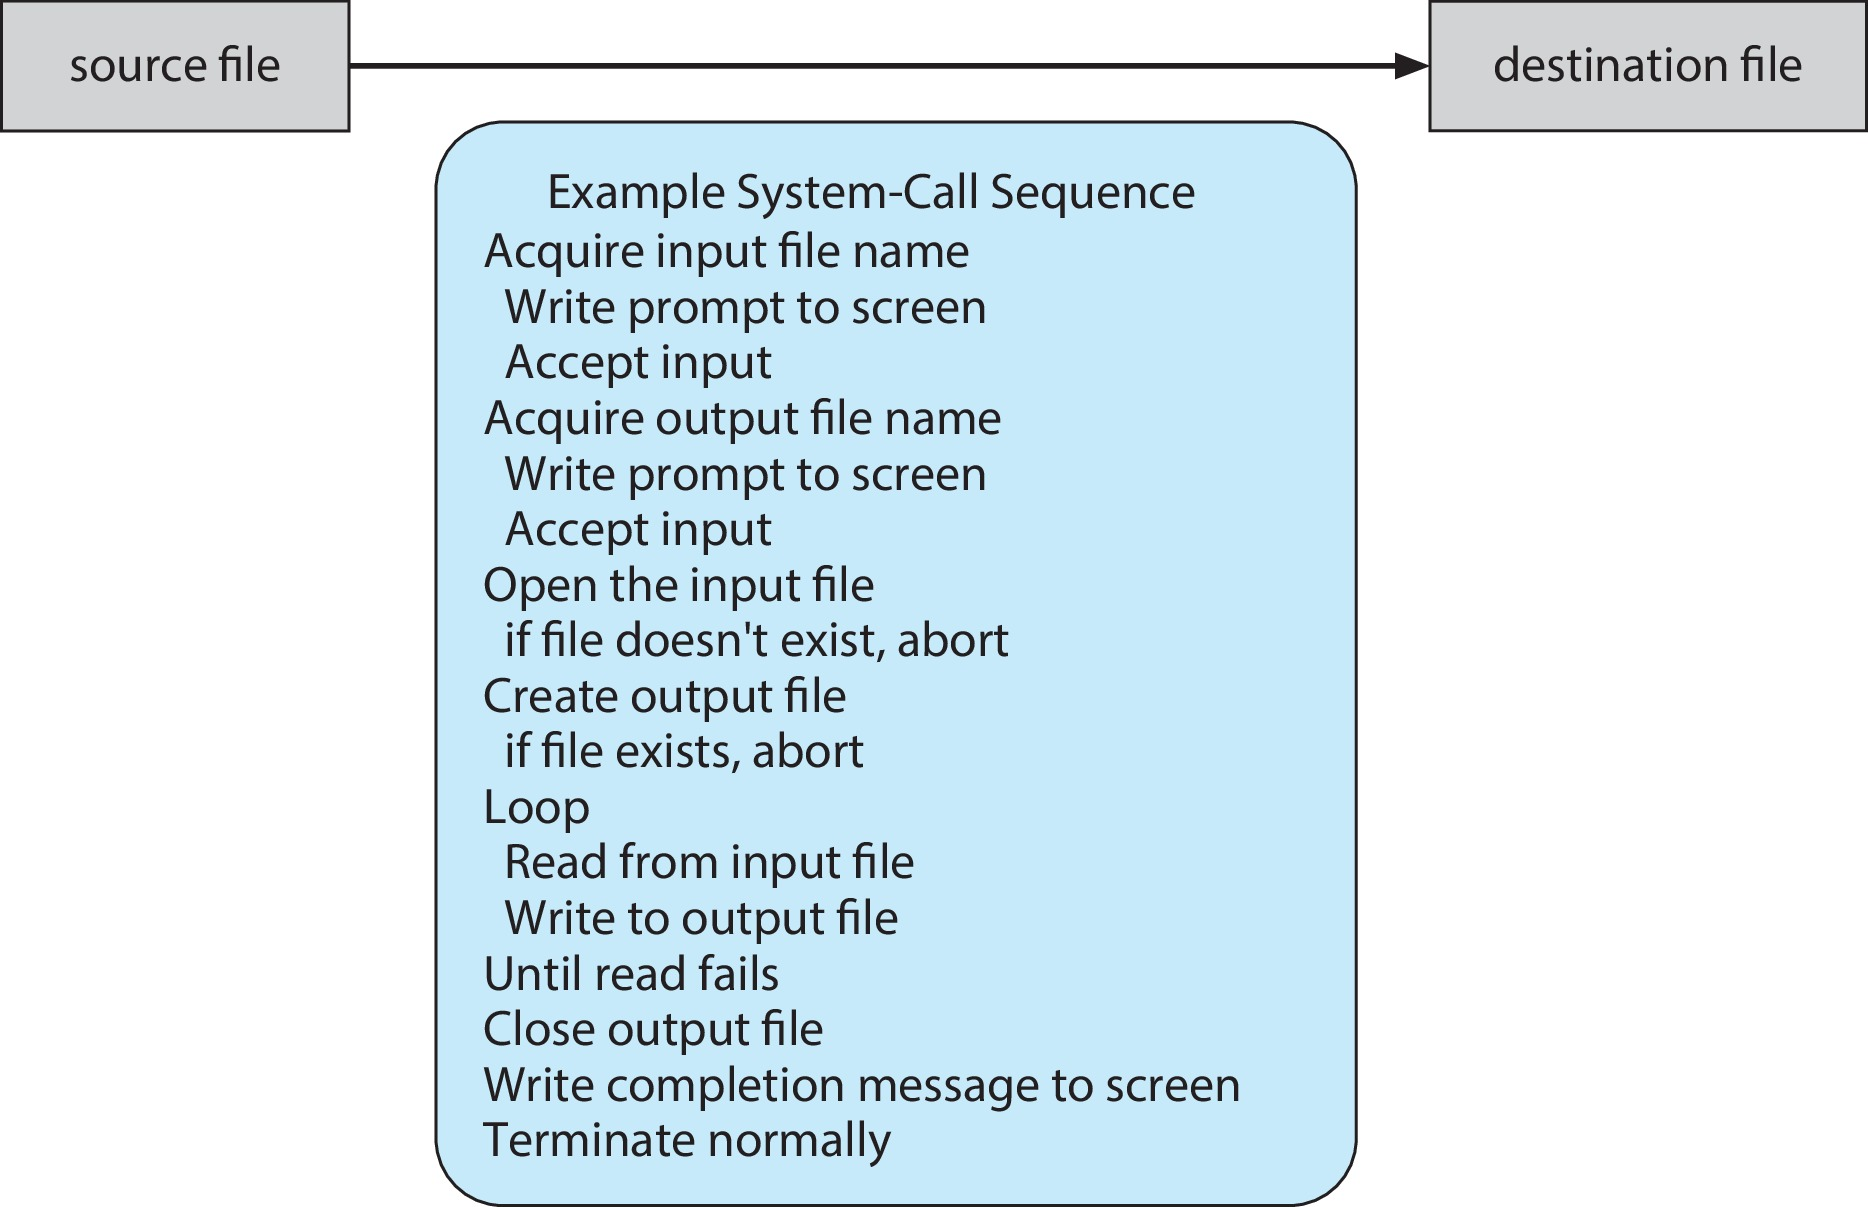 source file
destination file
Example System-Call Sequence
Acquire input file name
Write prompt to screen
Accept input
Acquire output file name
Write prompt to screen
Accept input
Open the input file
if file doesn't exist, abort
Create output file
if file exists, abort
Loop
Read from input file
Write to output file
Until read fails
Close output file
Write completion message to screen
Terminate normally